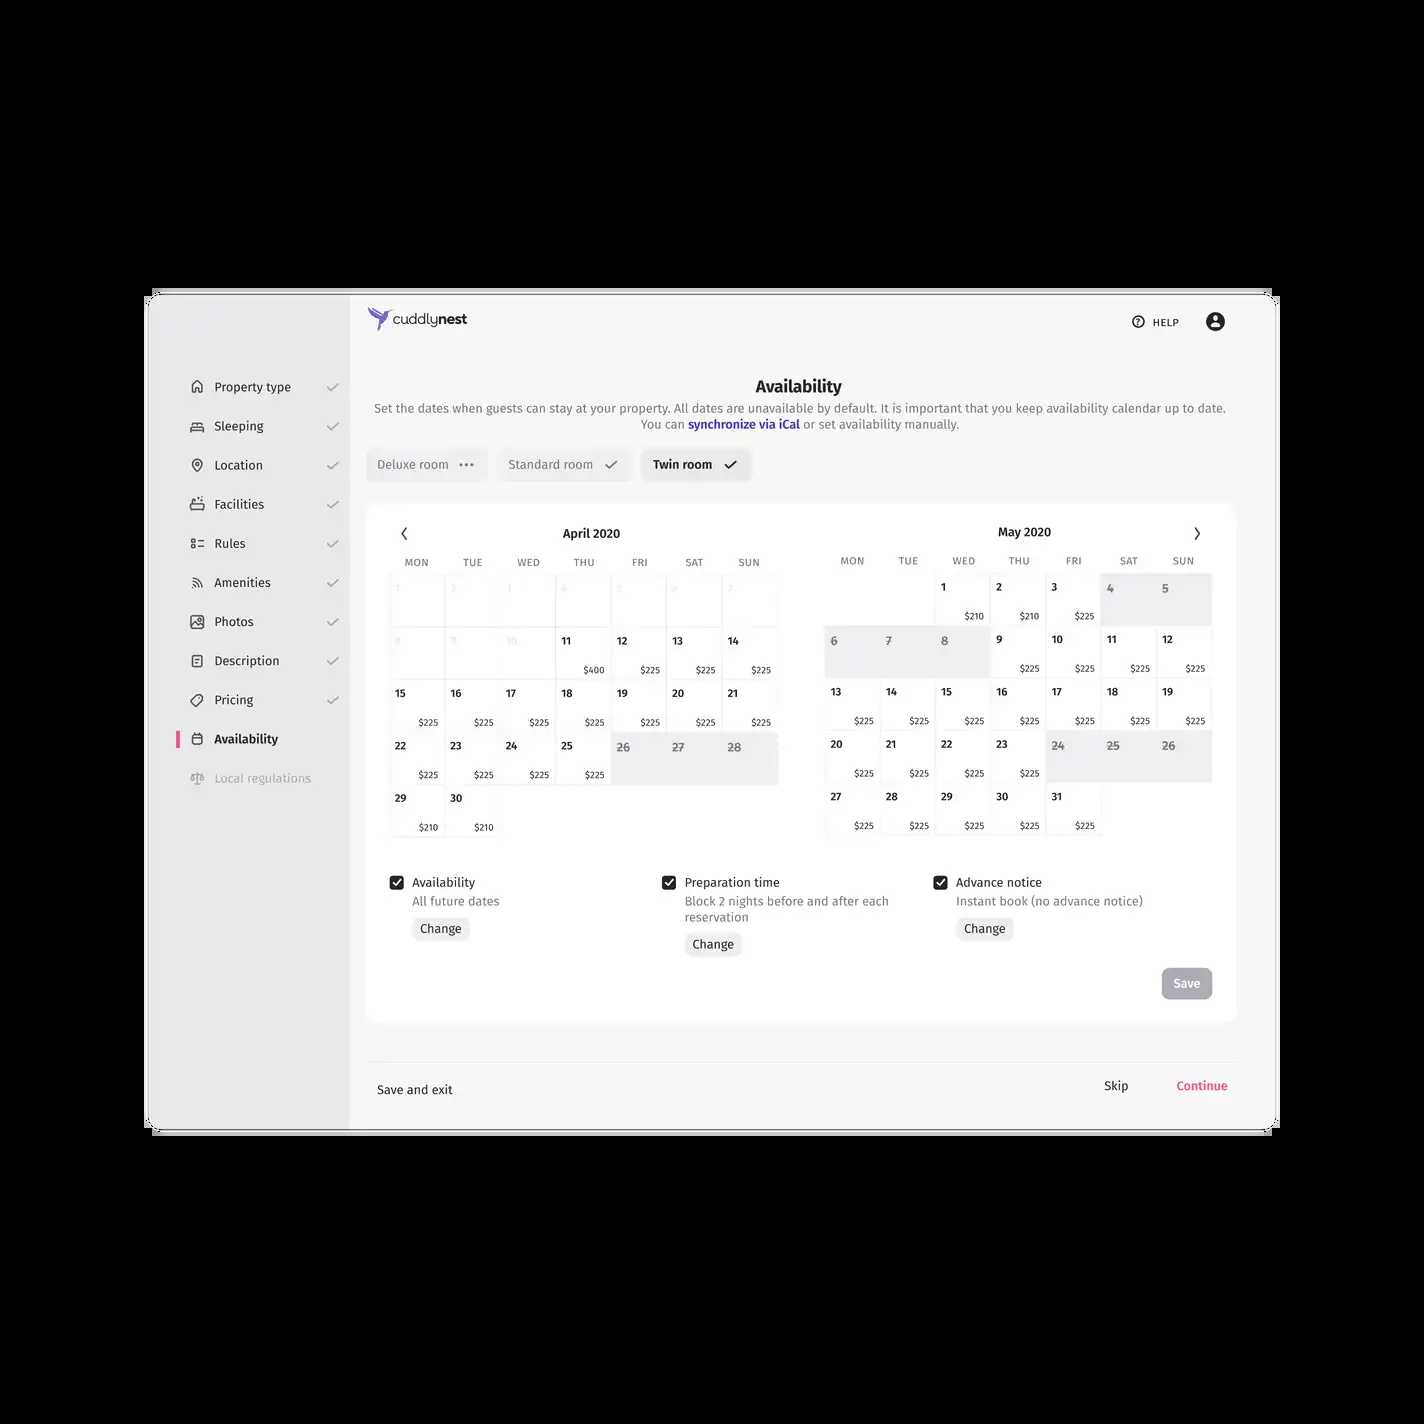 cuddlynest
HELP
Property type
Sleeping
Location
Facilities
Rules
Amenities
Photos
Description
Pricing
Availability
Local regulations
Availability
Set the dates when guests can stay at your property. All dates are unavailable by default. It is important that you keep availability calendar up to date.
You can synchronize via iCal or set availability manually.
Deluxe room
Standard room
Twin room
April 2020
MON TUE WED THU FRI SAT SUN
1 2 3 4 5 6 7
8 9 10 11 12 13 14
$400 $225 $225 $225
15 16 17 18 19 20 21
$225 $225 $225 $225 $225 $225 $225
22 23 24 25 26 27 28
$225 $225 $225 $225
29 30
$210 $210
May 2020
MON TUE WED THU FRI SAT SUN
1 2 3 4 5
$210 $210 $225
6 7 8 9 10 11 12
$225 $225 $225 $225
13 14 15 16 17 18 19
$225 $225 $225 $225 $225 $225 $225
20 21 22 23 24 25 26
$225 $225 $225 $225
27 28 29 30 31
$225 $225 $225 $225 $225
Availability
All future dates
Change
Preparation time
Block 2 nights before and after each
reservation
Change
Advance notice
Instant book (no advance notice)
Change
Save
Save and exit
Skip
Continue